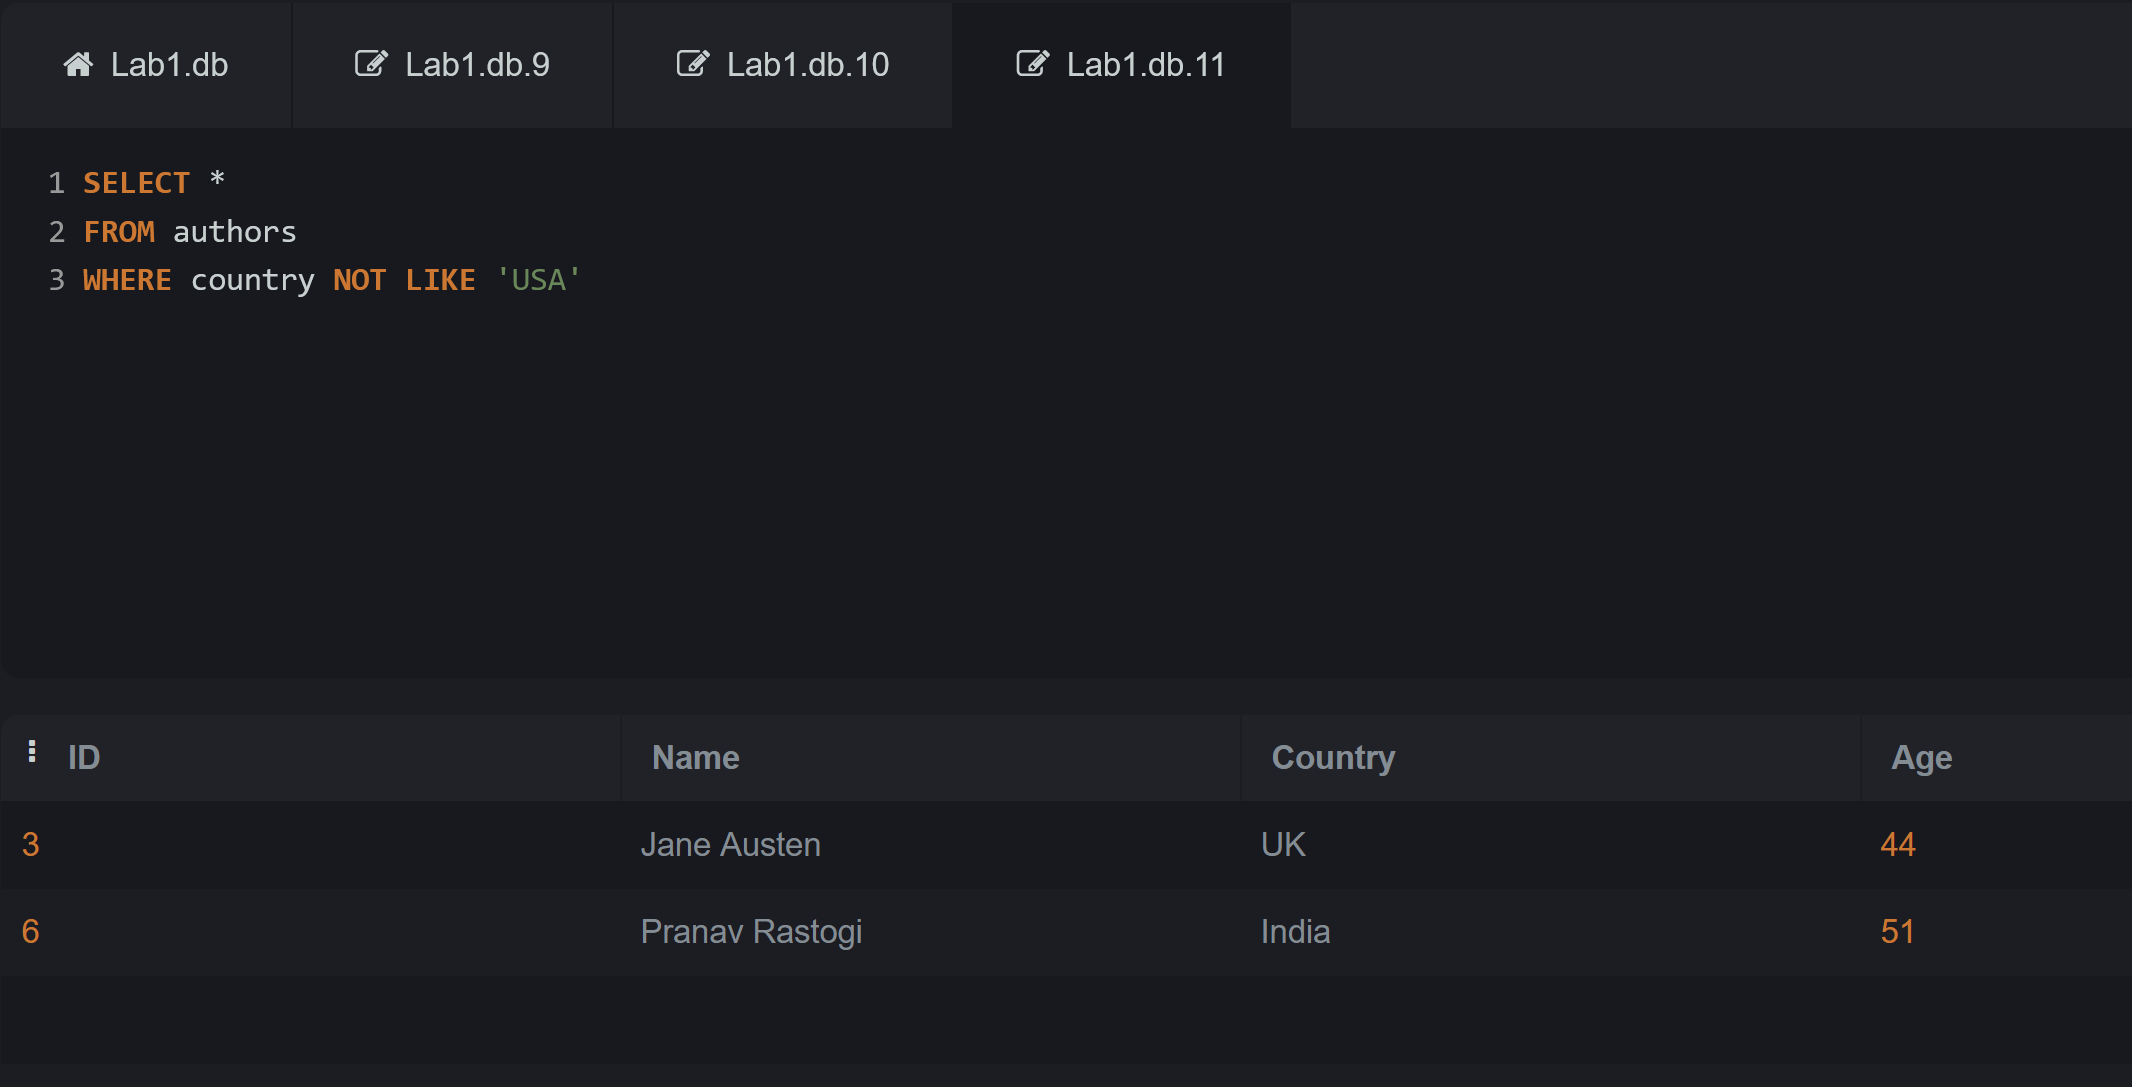 Lab1.db Lab1.db.9 Lab1.db.10 Lab1.db.11
1 SELECT *
2 FROM authors
3 WHERE country NOT LIKE 'USA'
ID Name Country Age
3 Jane Austen UK 44
6 Pranav Rastogi India 51